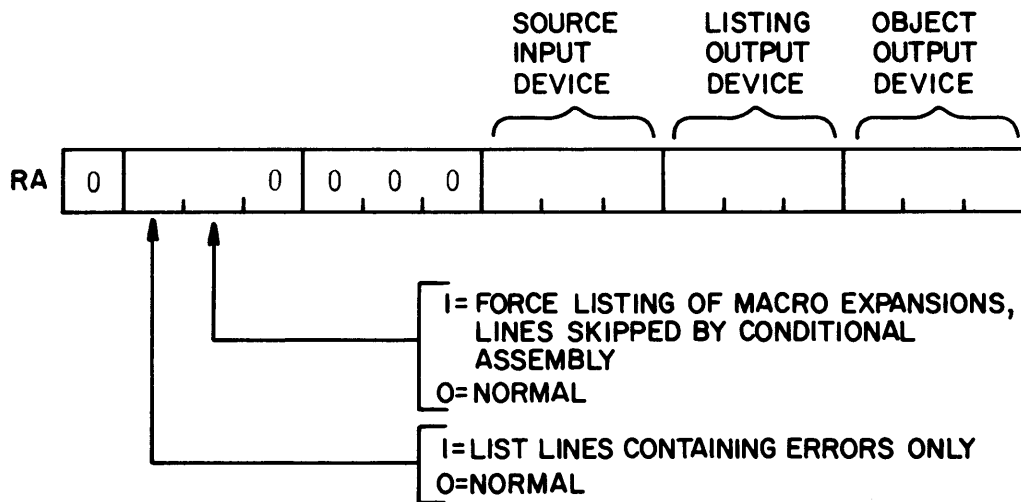 SOURCE INPUT DEVICE
LISTING OUTPUT DEVICE
OBJECT OUTPUT DEVICE
RA 0 0 0 0 0
1= FORCE LISTING OF MACRO EXPANSIONS,
LINES SKIPPED BY CONDITIONAL
ASSEMBLY
0= NORMAL
1= LIST LINES CONTAINING ERRORS ONLY
0= NORMAL